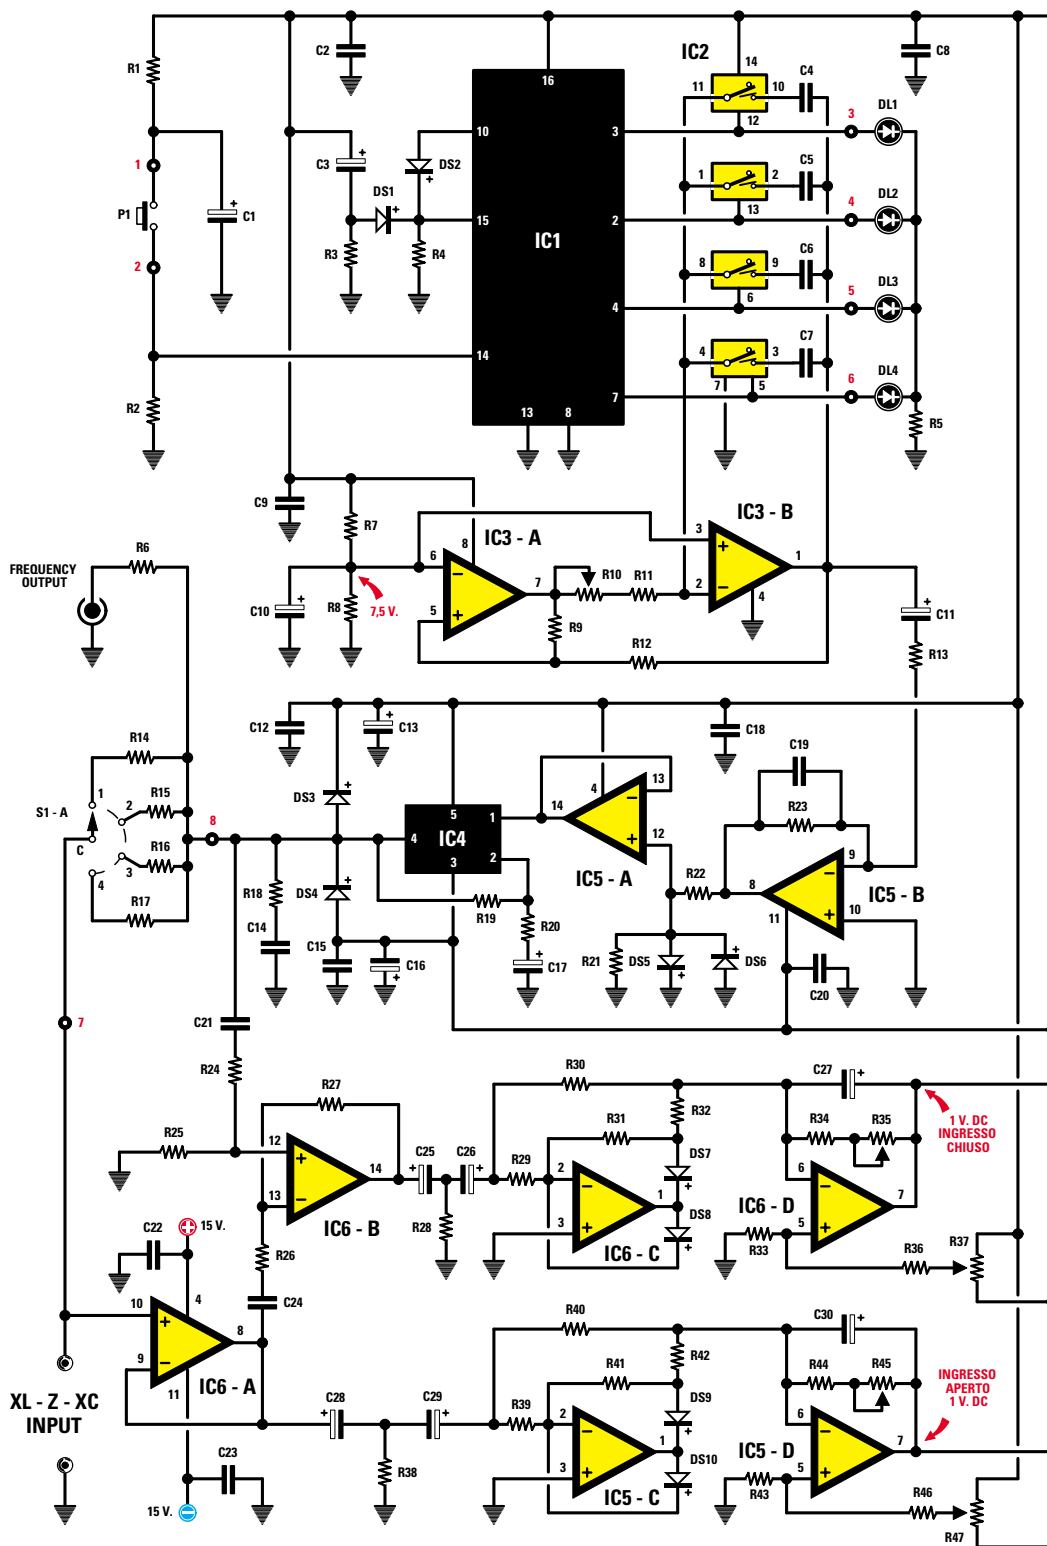 R1
C2
IC2
C8
16
14
11
10
C4
12
3
3
DL1
10
C3
+
DS2
+
1
P1
2
C1
+
DS1
+
15
R3
R4
IC1
1
2
C5
13
2
4
DL2
8
9
C6
6
4
5
DL3
4
3
C7
7
5
7
6
DL4
R5
14
R2
13
8
C9
R7
8
IC3 - A
IC3 - B
R6
FREQUENCY
OUTPUT
C10
+
R8
7,5 V.
6
−
5
+
7
R10
R11
R9
R12
3
+
2
−
1
4
C11
+
R13
C12
C13
+
C18
C19
R23
R14
1
S1 - A
2
R15
C
3
R16
4
R17
8
DS3
+
R18
DS4
+
C14
C15
C16
+
4
5
IC4
1
2
3
R19
R20
C17
+
14
4
13
−
12
+
IC5 - A
R22
R21
DS5
+
DS6
+
8
9
−
10
+
11
IC5 - B
C20
7
C21
R24
R25
R27
12
+
13
−
14
IC6 - B
C25
+
C26
+
R28
R26
C24
C22
15 V.
10
+
9
−
4
8
11
IC6 - A
XL - Z - XC
INPUT
C23
15 V.
R30
R31
R32
R29
2
−
3
+
1
DS7
+
DS8
+
IC6 - C
C27
+
R34
R35
1 V. DC
INGRESSO
CHIUSO
6
−
5
+
7
IC6 - D
R33
R36
R37
C28
+
C29
+
R38
R40
R41
R42
R39
2
−
3
+
1
DS9
+
DS10
+
IC5 - C
C30
+
R44
R45
INGRESSO
APERTO
1 V. DC
6
−
5
+
7
IC5 - D
R43
R46
R47